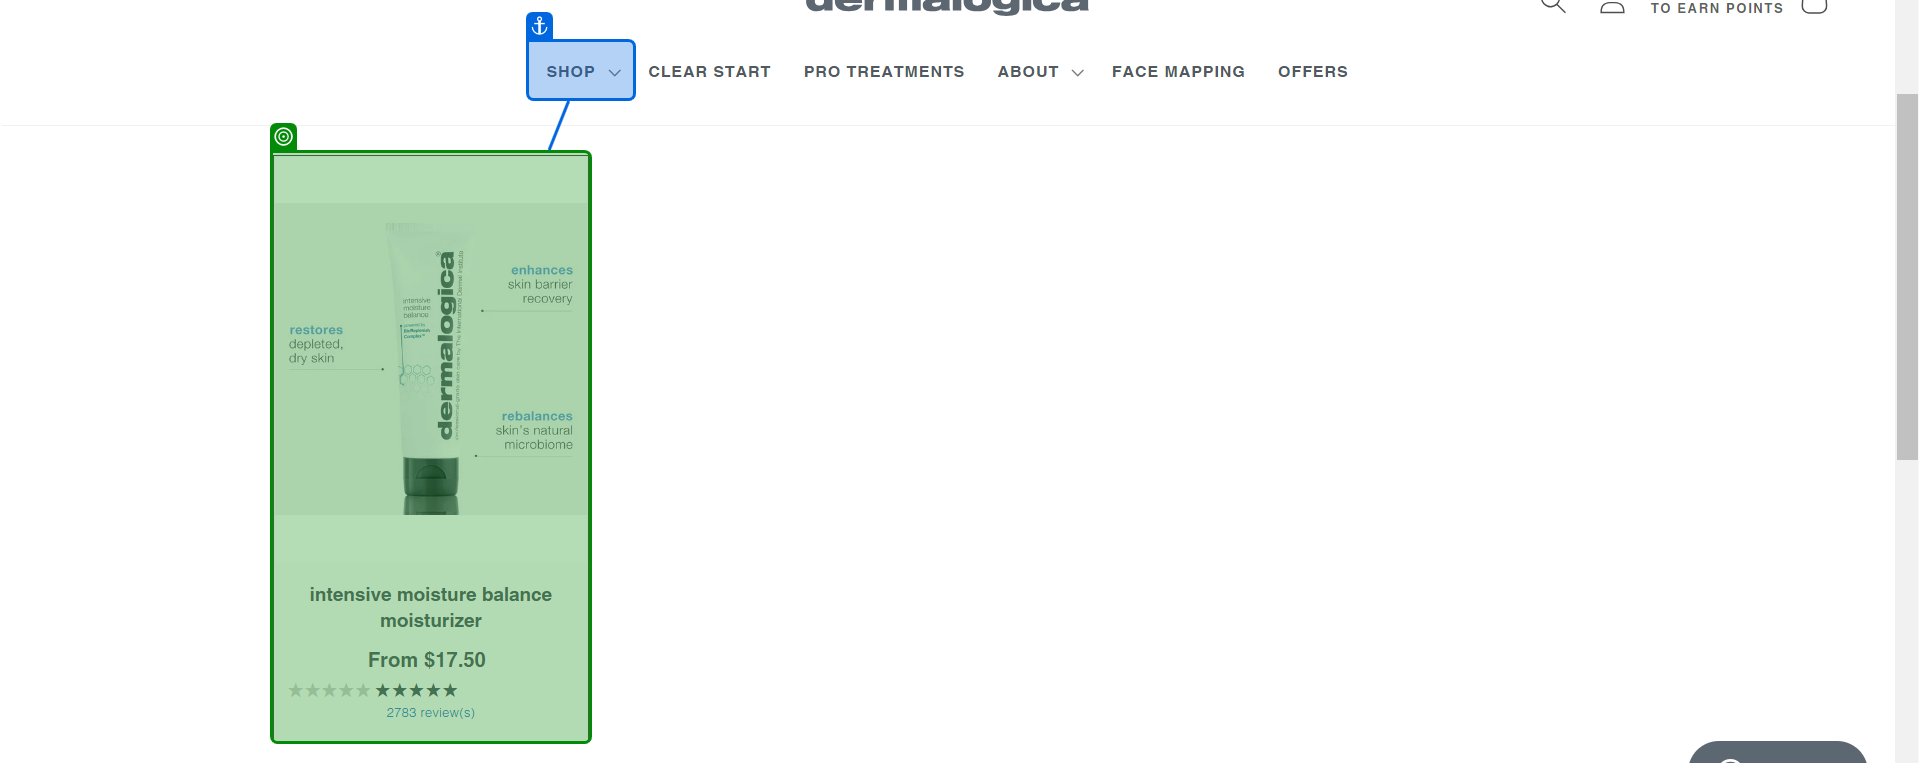 dermalogica
TO EARN POINTS
SHOP
CLEAR START
PRO TREATMENTS
ABOUT
FACE MAPPING
OFFERS
enhances
skin barrier
recovery
restores
depleted,
dry skin
rebalances
skin's natural
microbiome
intensive
moisture
balance
dermalogica
intensive moisture balance
moisturizer
From $17.50
★★★★★ ★★★★★
2783 review(s)